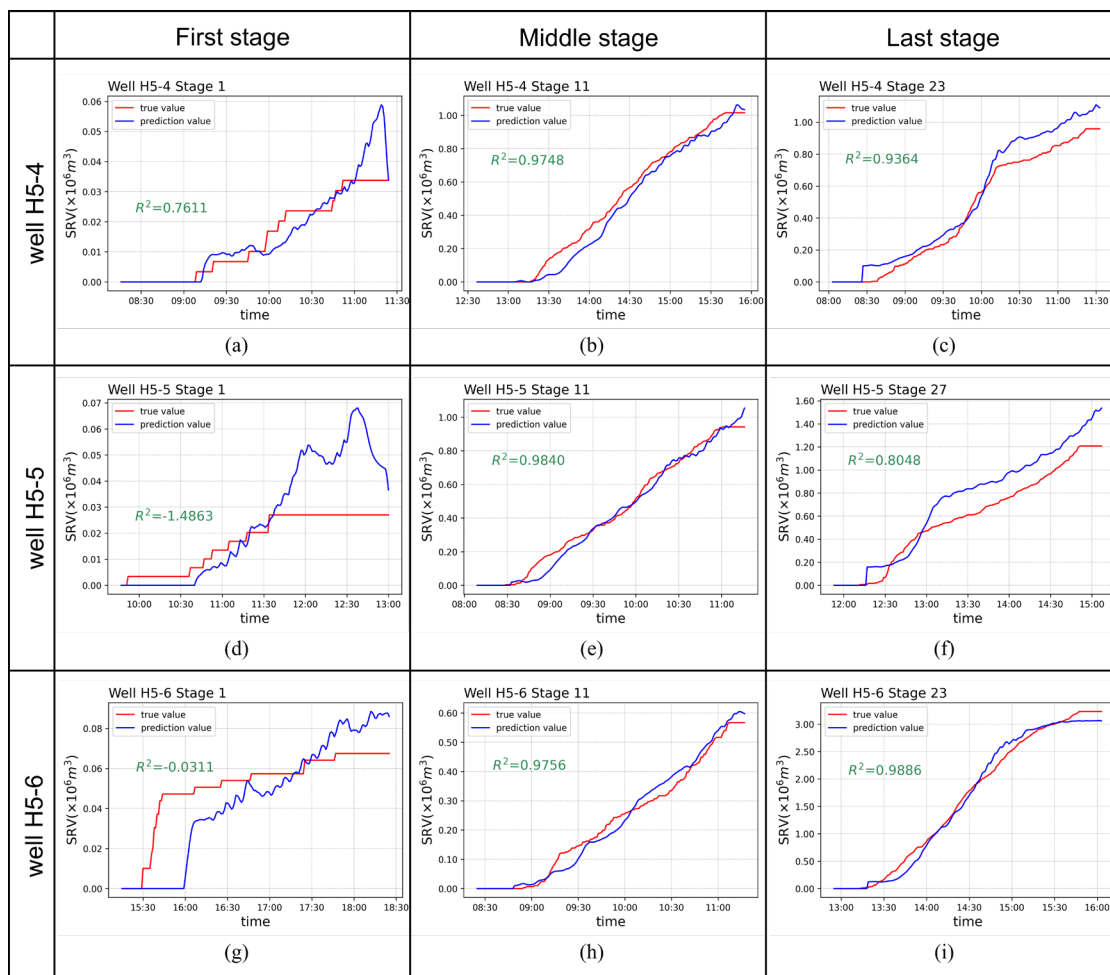 First stage
Middle stage
Last stage
well H5-4
Well H5-4 Stage 1
true value
prediction value
R²=0.7611
SRV(×10⁶m³)
0.06
0.05
0.04
0.03
0.02
0.01
0.00
08:30 09:00 09:30 10:00 10:30 11:00 11:30
time
(a)
Well H5-4 Stage 11
true value
prediction value
R²=0.9748
SRV(×10⁶m³)
1.00
0.80
0.60
0.40
0.20
0.00
12:30 13:00 13:30 14:00 14:30 15:00 15:30 16:00
time
(b)
Well H5-4 Stage 23
true value
prediction value
R²=0.9364
SRV(×10⁶m³)
1.00
0.80
0.60
0.40
0.20
0.00
08:00 08:30 09:00 09:30 10:00 10:30 11:00 11:30
time
(c)
well H5-5
Well H5-5 Stage 1
true value
prediction value
R²=-1.4863
SRV(×10⁶m³)
0.07
0.06
0.05
0.04
0.03
0.02
0.01
0.00
10:00 10:30 11:00 11:30 12:00 12:30 13:00
time
(d)
Well H5-5 Stage 11
true value
prediction value
R²=0.9840
SRV(×10⁶m³)
1.00
0.80
0.60
0.40
0.20
0.00
08:00 08:30 09:00 09:30 10:00 10:30 11:00
time
(e)
Well H5-5 Stage 27
true value
prediction value
R²=0.8048
SRV(×10⁶m³)
1.60
1.40
1.20
1.00
0.80
0.60
0.40
0.20
0.00
12:00 12:30 13:00 13:30 14:00 14:30 15:00
time
(f)
well H5-6
Well H5-6 Stage 1
true value
prediction value
R²=-0.0311
SRV(×10⁶m³)
0.08
0.06
0.04
0.02
0.00
15:30 16:00 16:30 17:00 17:30 18:00 18:30
time
(g)
Well H5-6 Stage 11
true value
prediction value
R²=0.9756
SRV(×10⁶m³)
0.60
0.50
0.40
0.30
0.20
0.10
0.00
08:30 09:00 09:30 10:00 10:30 11:00
time
(h)
Well H5-6 Stage 23
true value
prediction value
R²=0.9886
SRV(×10⁶m³)
3.00
2.50
2.00
1.50
1.00
0.50
0.00
13:00 13:30 14:00 14:30 15:00 15:30 16:00
time
(i)